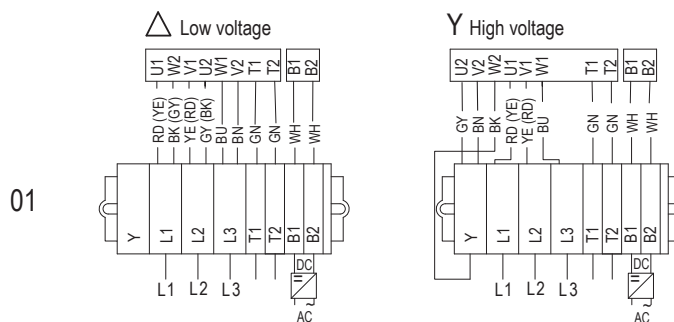 △ Low voltage
Y High voltage
U1 W2 V1 U2 W1 V2 T1 T2 B1 B2
U2 V2 W2 U1 V1 W1 T1 T2 B1 B2
RD (YE) BK (GY) YE (RD) GY (BK) BU BN GN GN WH WH
GY BN BK RD (YE) YE (RD) BU GN GN WH WH
01
Y L1 L2 L3 T1 T2 B1 B2
Y L1 L2 L3 T1 T2 B1 B2
L1 L2 L3 DC = ~ AC
L1 L2 L3 DC = ~ AC